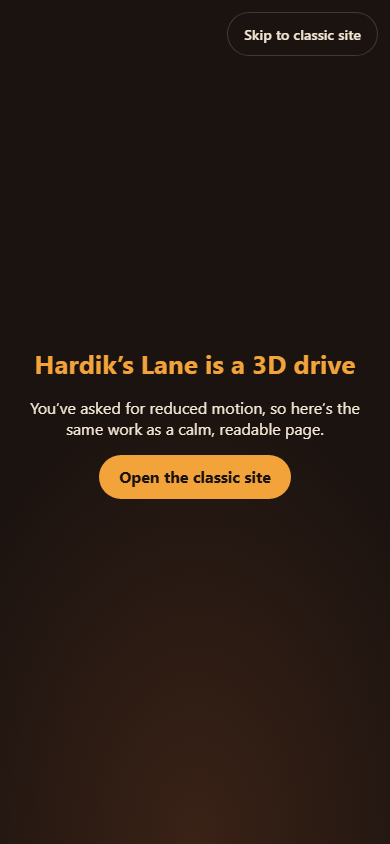 Skip to classic site
Hardik’s Lane is a 3D drive
You’ve asked for reduced motion, so here’s the
same work as a calm, readable page.
Open the classic site